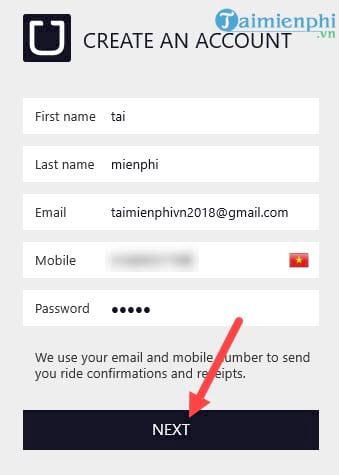 Taimienphi
.vn
CREATE AN ACCOUNT
First name tai
Last name mienphi
Email taimienphivn2018@gmail.com
Mobile
Password •••••
We use your email and mobile number to send
you ride confirmations and receipts.
NEXT